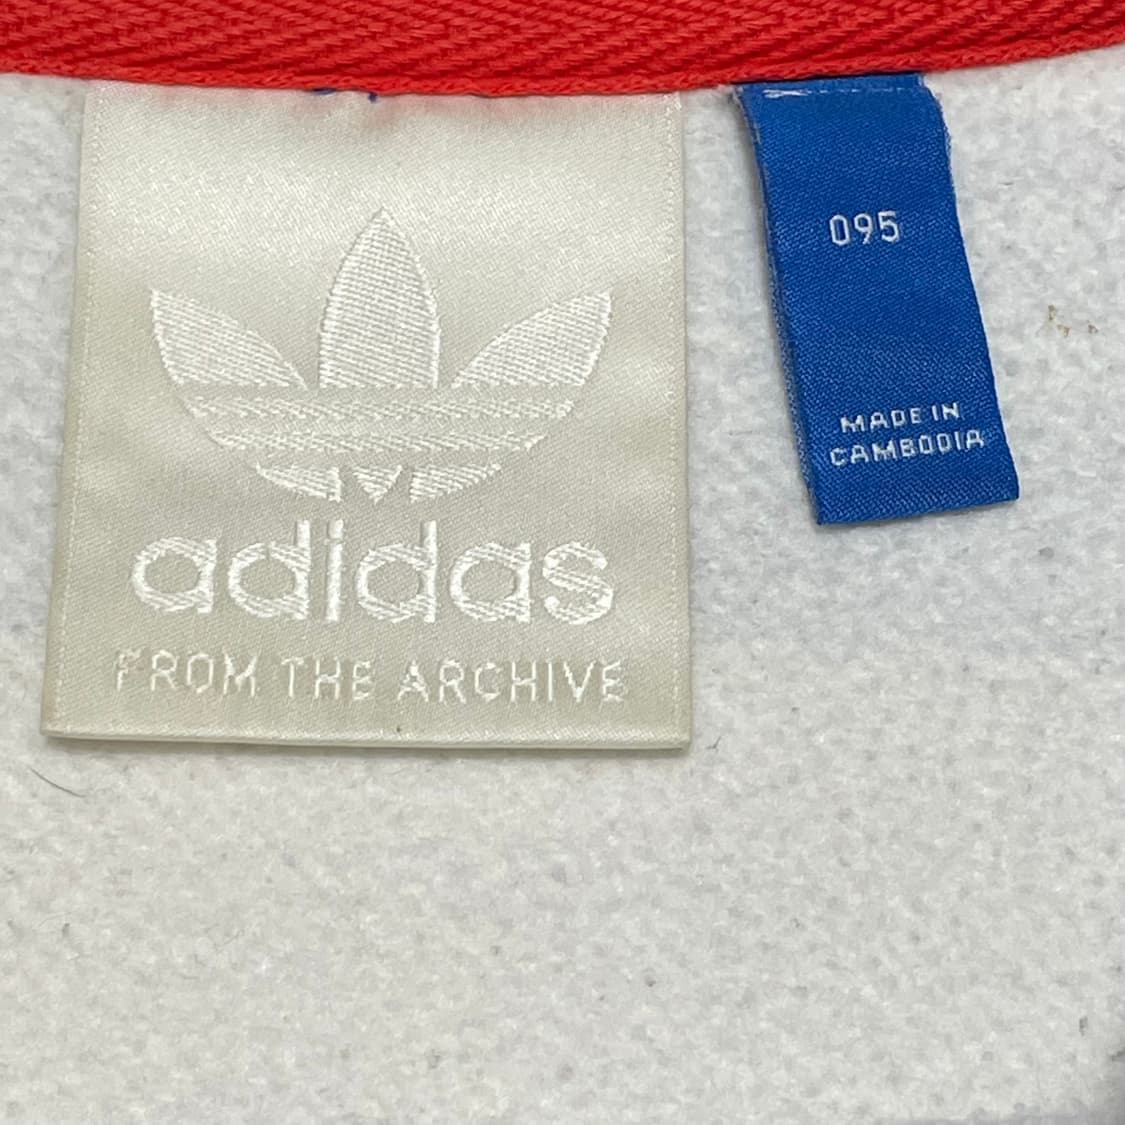 adidas
FROM THE ARCHIVE
095
MADE IN
CAMBODIA